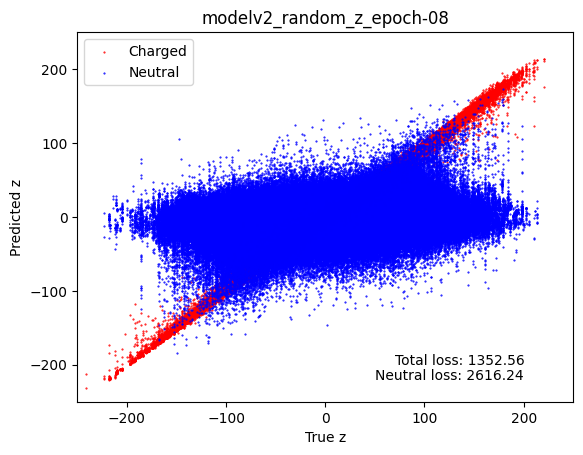 modelv2_random_z_epoch-08
Charged
Neutral
Predicted z
200
100
0
−100
−200
Total loss: 1352.56
Neutral loss: 2616.24
−200
−100
0
100
200
True z